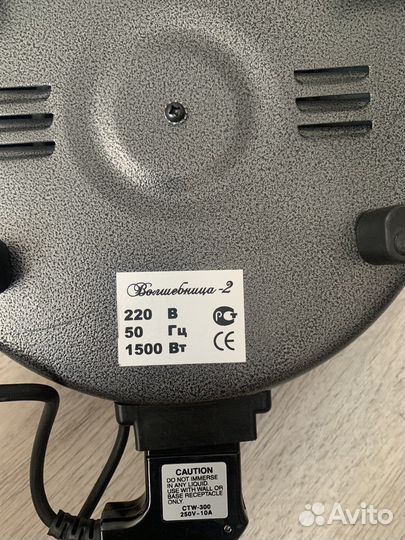 Волшебница-2
220 В
50 Гц
1500 Вт
CE
CAUTION
DO NOT IMMERSE
IN ANY LIQUID
USE WITH WALL OR
BASE RECEPTACLE
ONLY
CTW-300
250V~10A
Avito